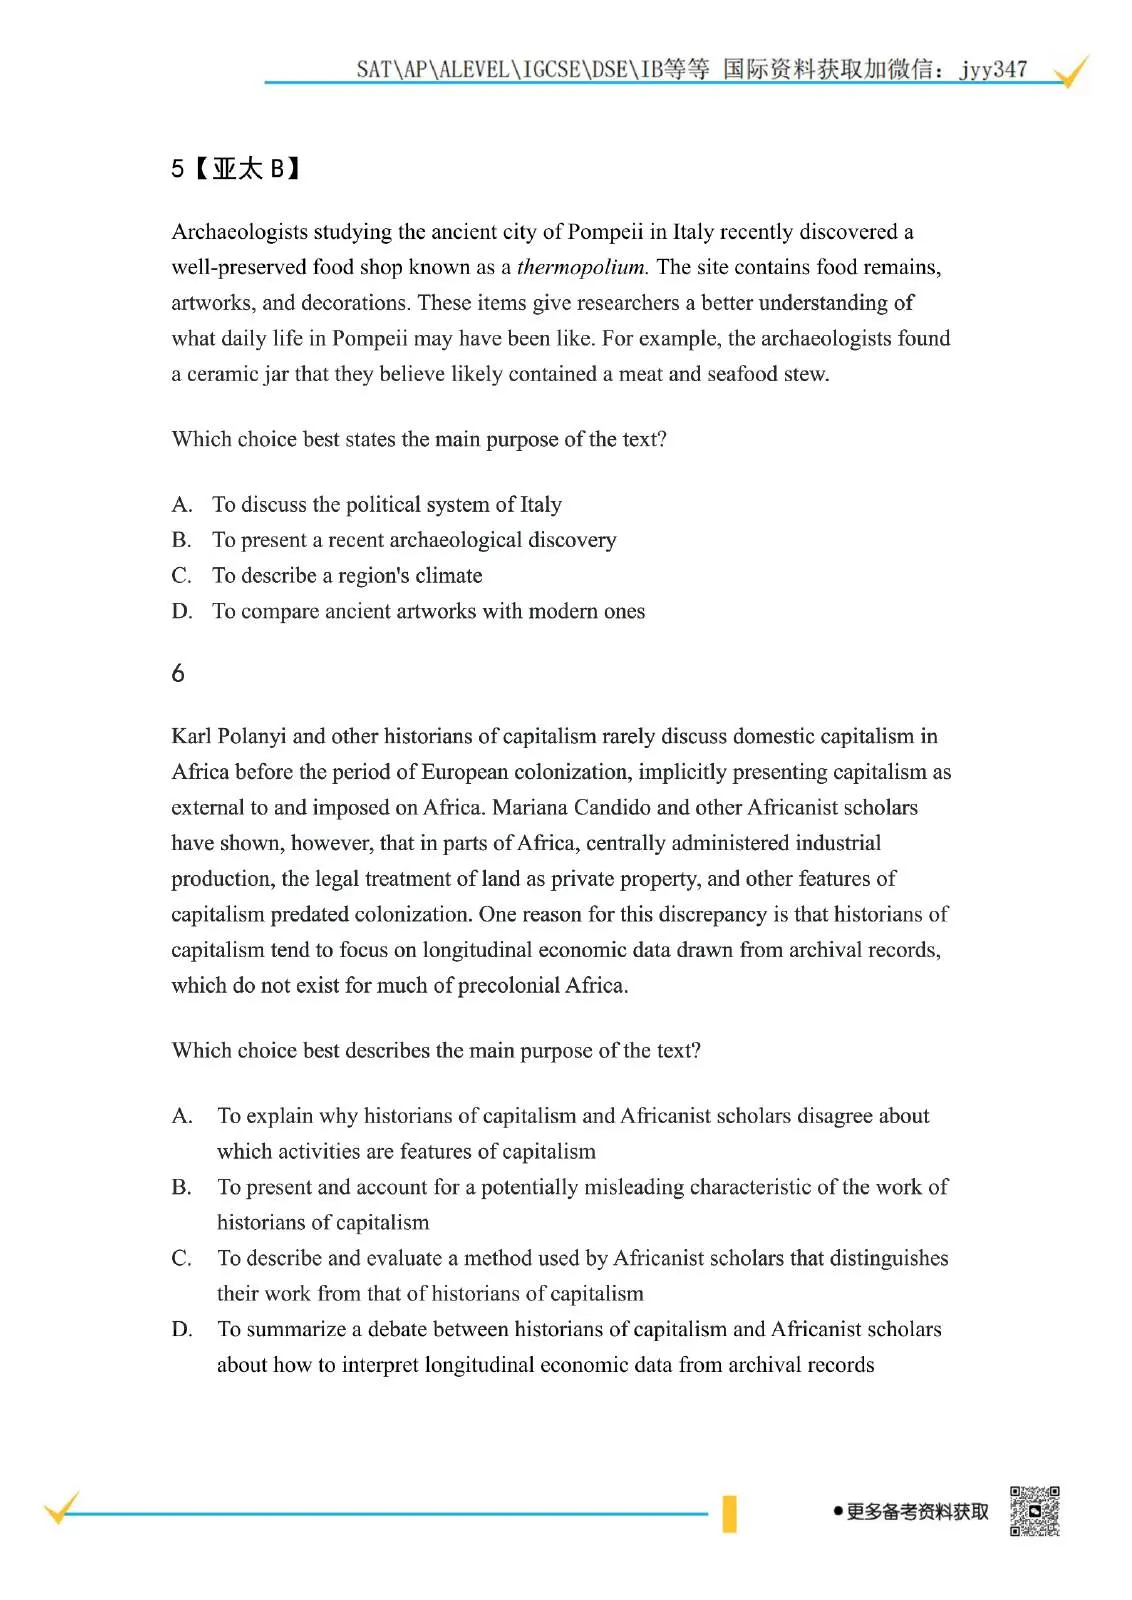 SAT\AP\ALEVEL\IGCSE\DSE\IB等等 国际资料获取加微信：jyy347
5【亚太 B】
Archaeologists studying the ancient city of Pompeii in Italy recently discovered a
well-preserved food shop known as a thermopolium. The site contains food remains,
artworks, and decorations. These items give researchers a better understanding of
what daily life in Pompeii may have been like. For example, the archaeologists found
a ceramic jar that they believe likely contained a meat and seafood stew.
Which choice best states the main purpose of the text?
A. To discuss the political system of Italy
B. To present a recent archaeological discovery
C. To describe a region's climate
D. To compare ancient artworks with modern ones
6
Karl Polanyi and other historians of capitalism rarely discuss domestic capitalism in
Africa before the period of European colonization, implicitly presenting capitalism as
external to and imposed on Africa. Mariana Candido and other Africanist scholars
have shown, however, that in parts of Africa, centrally administered industrial
production, the legal treatment of land as private property, and other features of
capitalism predated colonization. One reason for this discrepancy is that historians of
capitalism tend to focus on longitudinal economic data drawn from archival records,
which do not exist for much of precolonial Africa.
Which choice best describes the main purpose of the text?
A. To explain why historians of capitalism and Africanist scholars disagree about
which activities are features of capitalism
B. To present and account for a potentially misleading characteristic of the work of
historians of capitalism
C. To describe and evaluate a method used by Africanist scholars that distinguishes
their work from that of historians of capitalism
D. To summarize a debate between historians of capitalism and Africanist scholars
about how to interpret longitudinal economic data from archival records
●更多备考资料获取